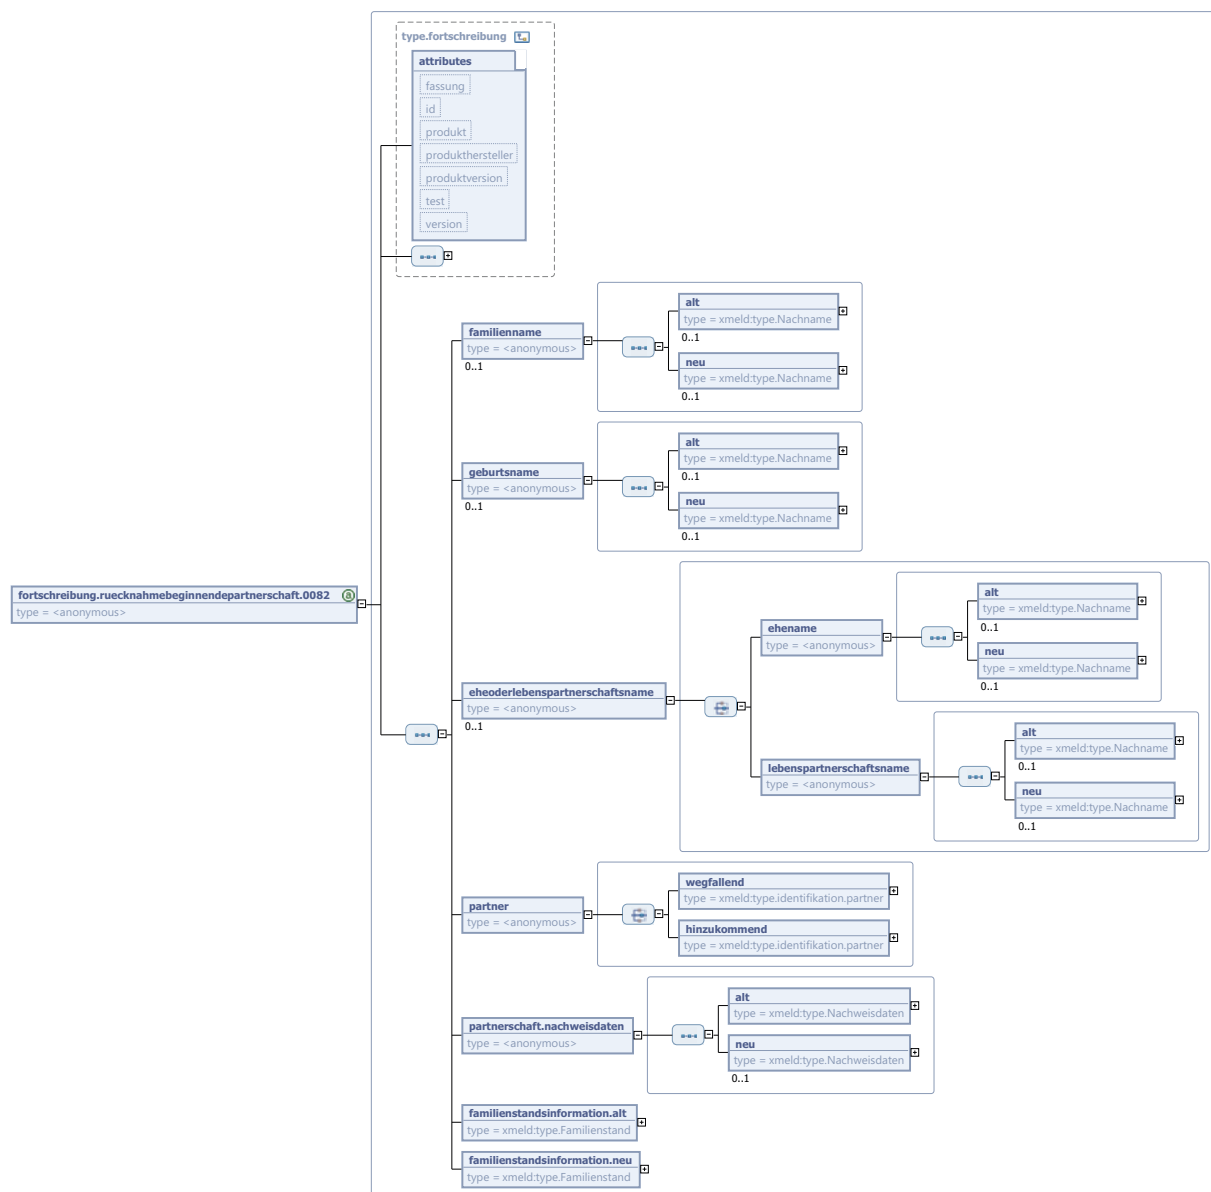 type.fortschreibung
attributes
fassung
id
produkt
produkthersteller
produktversion
test
version
alt
type = xmeld:type.Nachname
0..1
familienname
type = <anonymous>
0..1
neu
type = xmeld:type.Nachname
0..1
alt
type = xmeld:type.Nachname
0..1
geburtsname
type = <anonymous>
0..1
neu
type = xmeld:type.Nachname
0..1
fortschreibung.ruecknahmebeginnendepartnerschaft.0082 a
type = <anonymous>
alt
type = xmeld:type.Nachname
0..1
ehename
type = <anonymous>
neu
type = xmeld:type.Nachname
0..1
eheoderlebenspartnerschaftsname
type = <anonymous>
0..1
alt
type = xmeld:type.Nachname
0..1
lebenspartnerschaftsname
type = <anonymous>
neu
type = xmeld:type.Nachname
0..1
wegfallend
type = xmeld:type.identifikation.partner
partner
type = <anonymous>
hinzukommend
type = xmeld:type.identifikation.partner
alt
type = xmeld:type.Nachweisdaten
partnerschaft.nachweisdaten
type = <anonymous>
neu
type = xmeld:type.Nachweisdaten
0..1
familienstandsinformation.alt
type = xmeld:type.Familienstand
familienstandsinformation.neu
type = xmeld:type.Familienstand